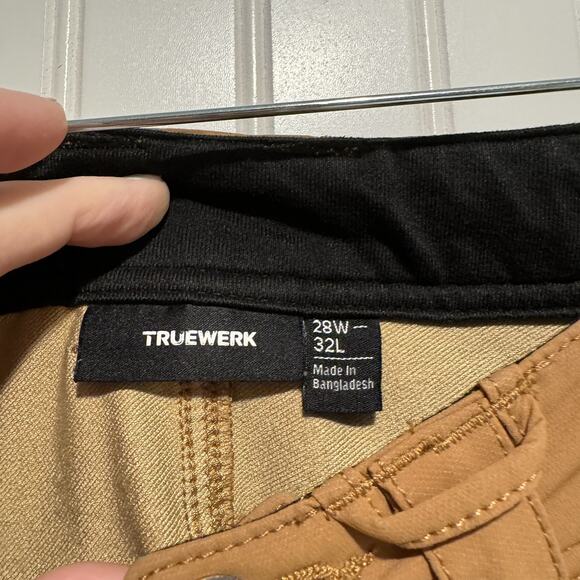 TRUEWERK
28W—
32L
Made In
Bangladesh